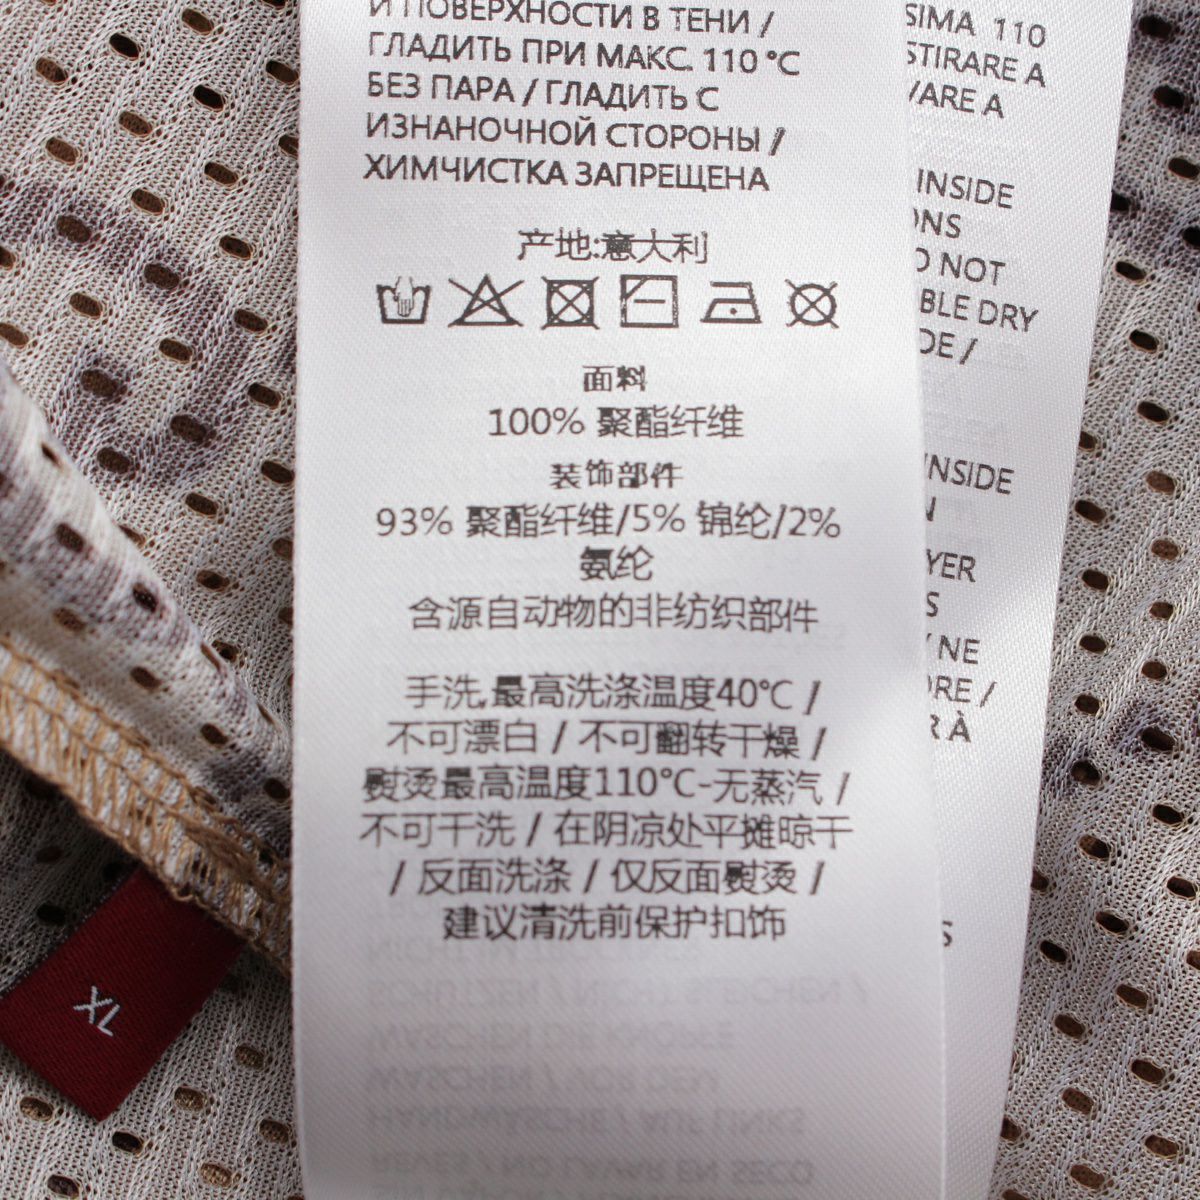 И ПОВЕРХНОСТИ В ТЕНИ /
ГЛАДИТЬ ПРИ МАКС. 110 °C
БЕЗ ПАРА / ГЛАДИТЬ С
ИЗНАНОЧНОЙ СТОРОНЫ /
ХИМЧИСТКА ЗАПРЕЩЕНА
产地:意大利
面料
100% 聚酯纤维
装饰部件
93% 聚酯纤维/5% 锦纶/2%
氨纶
含源自动物的非纺织部件
手洗,最高洗涤温度40℃ /
不可漂白 / 不可翻转干燥 /
熨烫最高温度110℃-无蒸汽 /
不可干洗 / 在阴凉处平摊晾干
/ 反面洗涤 / 仅反面熨烫 /
建议清洗前保护扣饰
SIMA 110
STIRARE A
VARE A
INSIDE
ONS
DO NOT
BLE DRY
DE /
INSIDE
N
YER
S
/ NE
DRE /
R À
S
XL